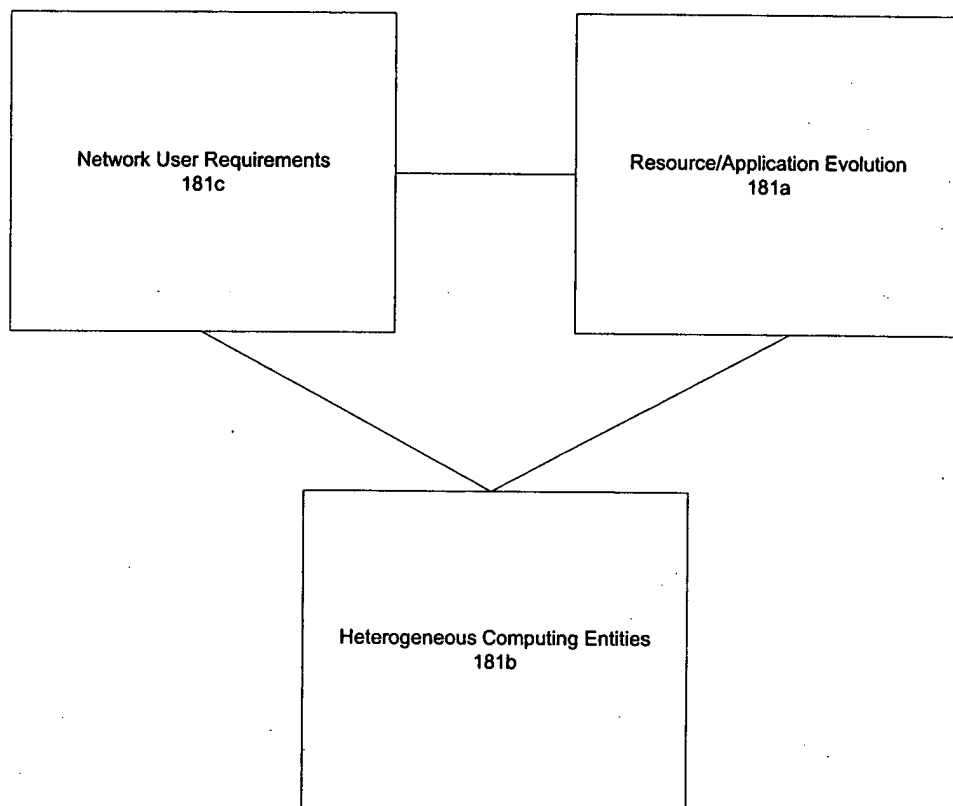 Network User Requirements
181c
Resource/Application Evolution
181a
Heterogeneous Computing Entities
181b